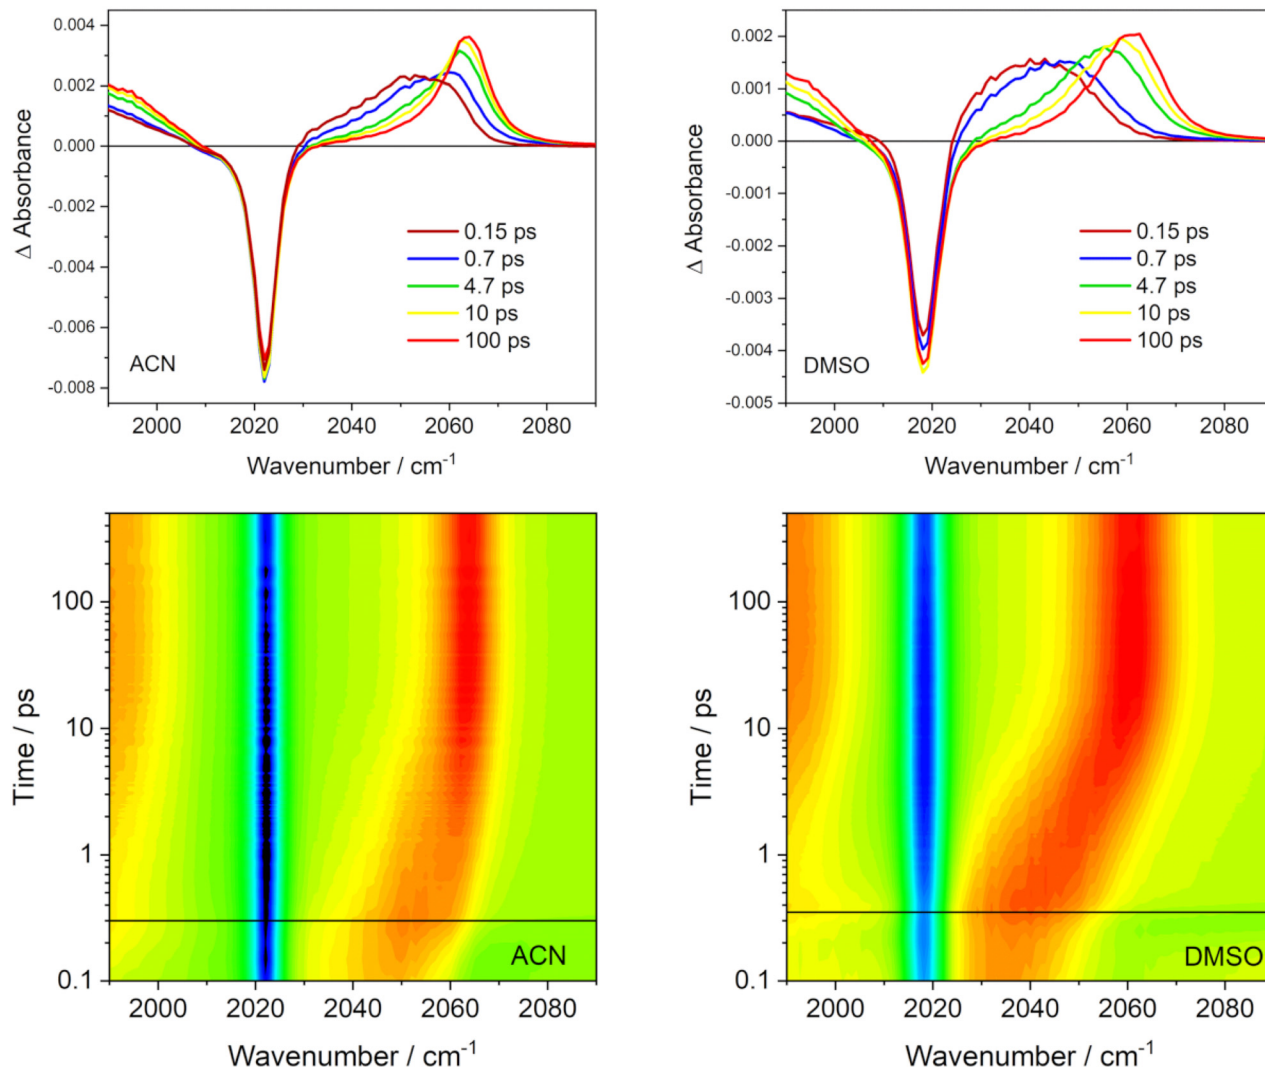 0.004
0.002
0.000
-0.002
-0.004
-0.006
-0.008
Δ Absorbance
0.15 ps
0.7 ps
4.7 ps
10 ps
100 ps
ACN
2000 2020 2040 2060 2080
Wavenumber / cm-1
0.002
0.001
0.000
-0.001
-0.002
-0.003
-0.004
-0.005
Δ Absorbance
0.15 ps
0.7 ps
4.7 ps
10 ps
100 ps
DMSO
2000 2020 2040 2060 2080
Wavenumber / cm-1
100
10
1
0.1
Time / ps
ACN
2000 2020 2040 2060 2080
Wavenumber / cm-1
100
10
1
0.1
Time / ps
DMSO
2000 2020 2040 2060 2080
Wavenumber / cm-1